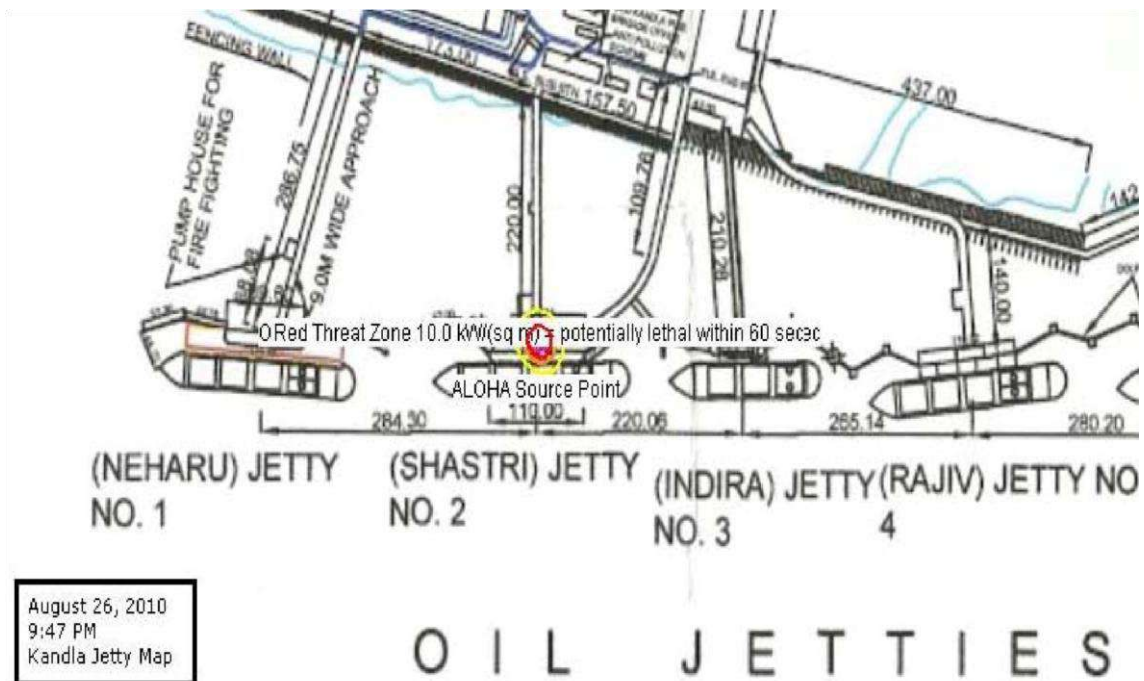 FENCING WALL
PUMP HOUSE FOR
FIRE FIGHTING
286.75
9.0M WIDE APPROACH
157.50
220.00
109.76
210.28
437.00
142
140.00
ORed Threat Zone 10.0 kW(sq m) = potentially lethal within 60 secec
ALOHA Source Point
110.00
284.30
220.06
265.14
280.20
(NEHARU) JETTY
NO. 1
(SHASTRI) JETTY
NO. 2
(INDIRA) JETTY
NO. 3
(RAJIV) JETTY NO
4
August 26, 2010
9:47 PM
Kandla Jetty Map
OIL JETTIES